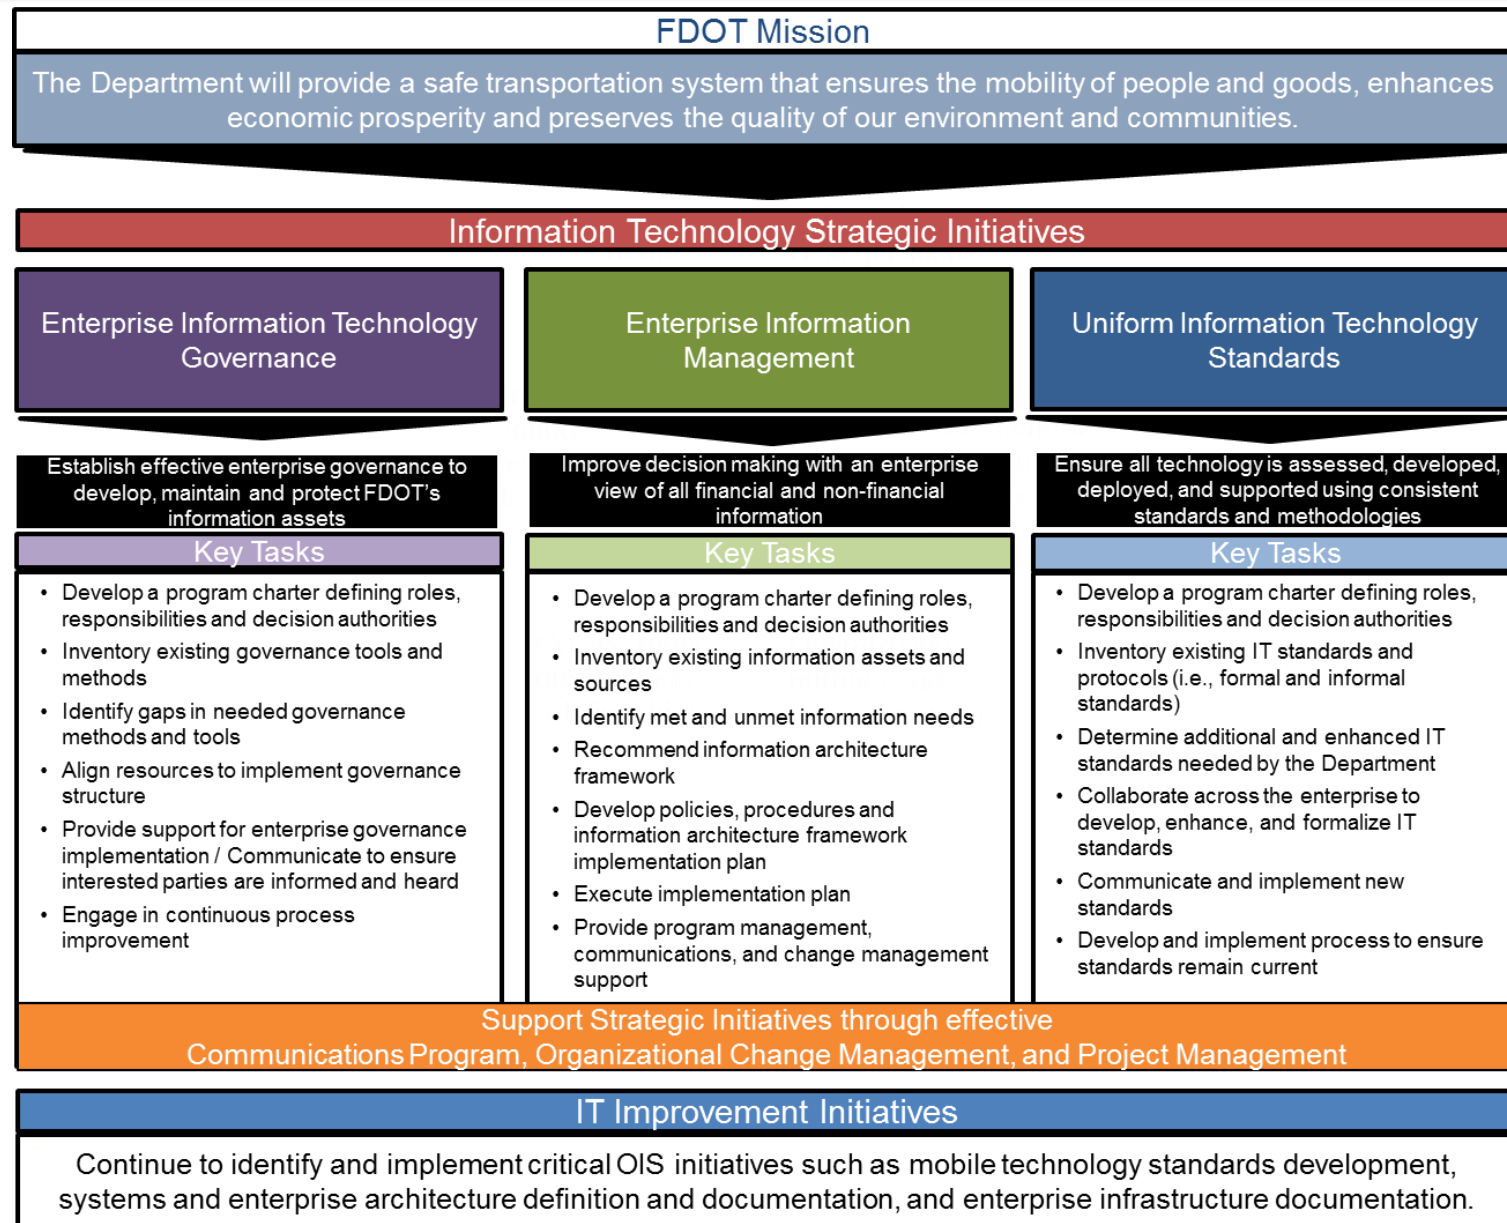 FDOT Mission
The Department will provide a safe transportation system that ensures the mobility of people and goods, enhances
economic prosperity and preserves the quality of our environment and communities.
Information Technology Strategic Initiatives
Enterprise Information Technology
Governance
Establish effective enterprise governance to
develop, maintain and protect FDOT's
information assets
Key Tasks
• Develop a program charter defining roles,
responsibilities and decision authorities
• Inventory existing governance tools and
methods
• Identify gaps in needed governance
methods and tools
• Align resources to implement governance
structure
• Provide support for enterprise governance
implementation / Communicate to ensure
interested parties are informed and heard
• Engage in continuous process
improvement
Enterprise Information
Management
Improve decision making with an enterprise
view of all financial and non-financial
information
Key Tasks
• Develop a program charter defining roles,
responsibilities and decision authorities
• Inventory existing information assets and
sources
• Identify met and unmet information needs
• Recommend information architecture
framework
• Develop policies, procedures and
information architecture framework
implementation plan
• Execute implementation plan
• Provide program management,
communications, and change management
support
Uniform Information Technology
Standards
Ensure all technology is assessed, developed,
deployed, and supported using consistent
standards and methodologies
Key Tasks
• Develop a program charter defining roles,
responsibilities and decision authorities
• Inventory existing IT standards and
protocols (i.e., formal and informal
standards)
• Determine additional and enhanced IT
standards needed by the Department
• Collaborate across the enterprise to
develop, enhance, and formalize IT
standards
• Communicate and implement new
standards
• Develop and implement process to ensure
standards remain current
Support Strategic Initiatives through effective
Communications Program, Organizational Change Management, and Project Management
IT Improvement Initiatives
Continue to identify and implement critical OIS initiatives such as mobile technology standards development,
systems and enterprise architecture definition and documentation, and enterprise infrastructure documentation.